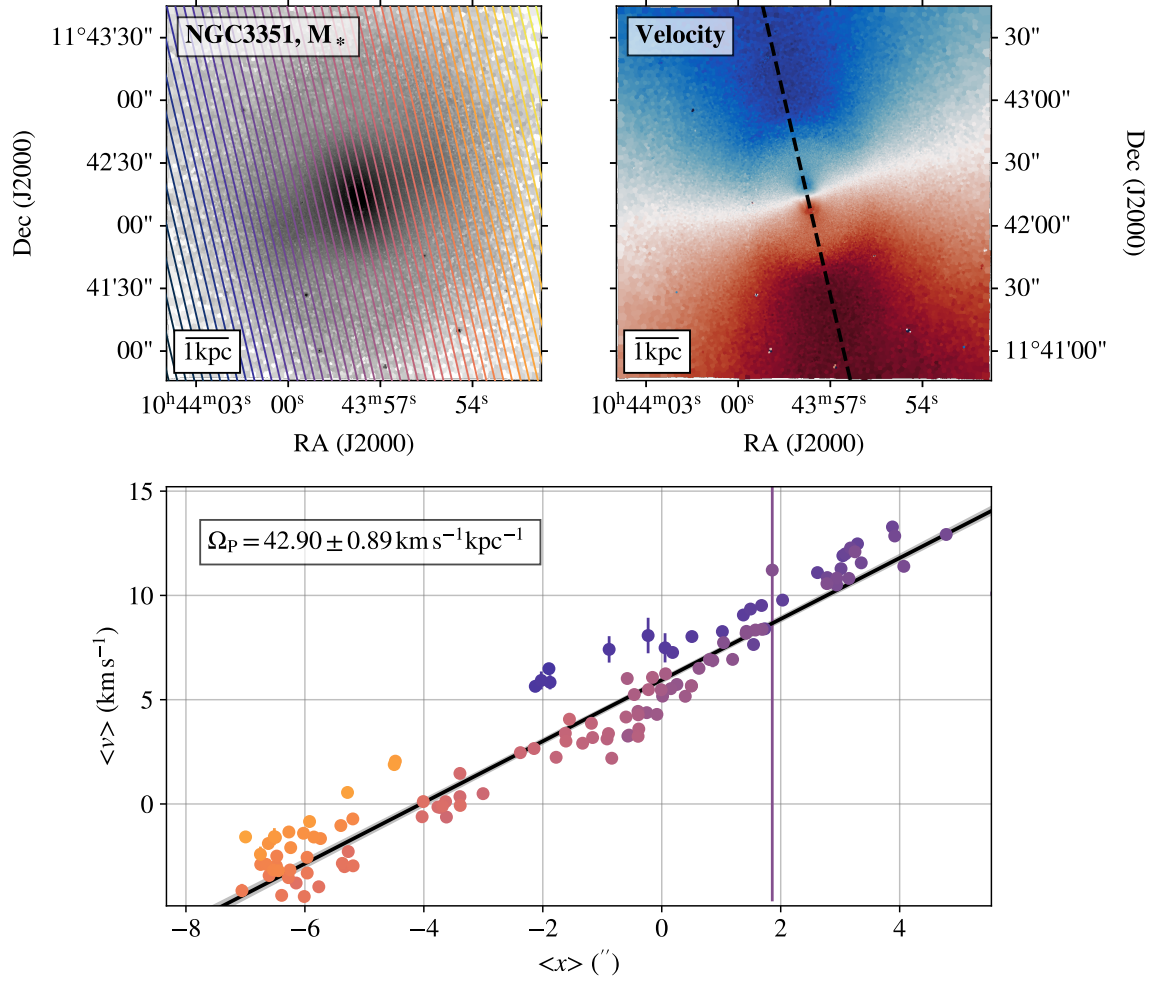 NGC3351, M*
Velocity
11°43'30"
00"
42'30"
00"
41'30"
00"
Dec (J2000)
1kpc
10ʰ44ᵐ03ˢ 00ˢ 43ᵐ57ˢ 54ˢ
RA (J2000)
30"
43'00"
30"
42'00"
30"
11°41'00"
Dec (J2000)
1kpc
10ʰ44ᵐ03ˢ 00ˢ 43ᵐ57ˢ 54ˢ
RA (J2000)
Ω_P = 42.90 ± 0.89 km s⁻¹ kpc⁻¹
15
10
5
0
<v> (km s⁻¹)
−8 −6 −4 −2 0 2 4
<x> (″)